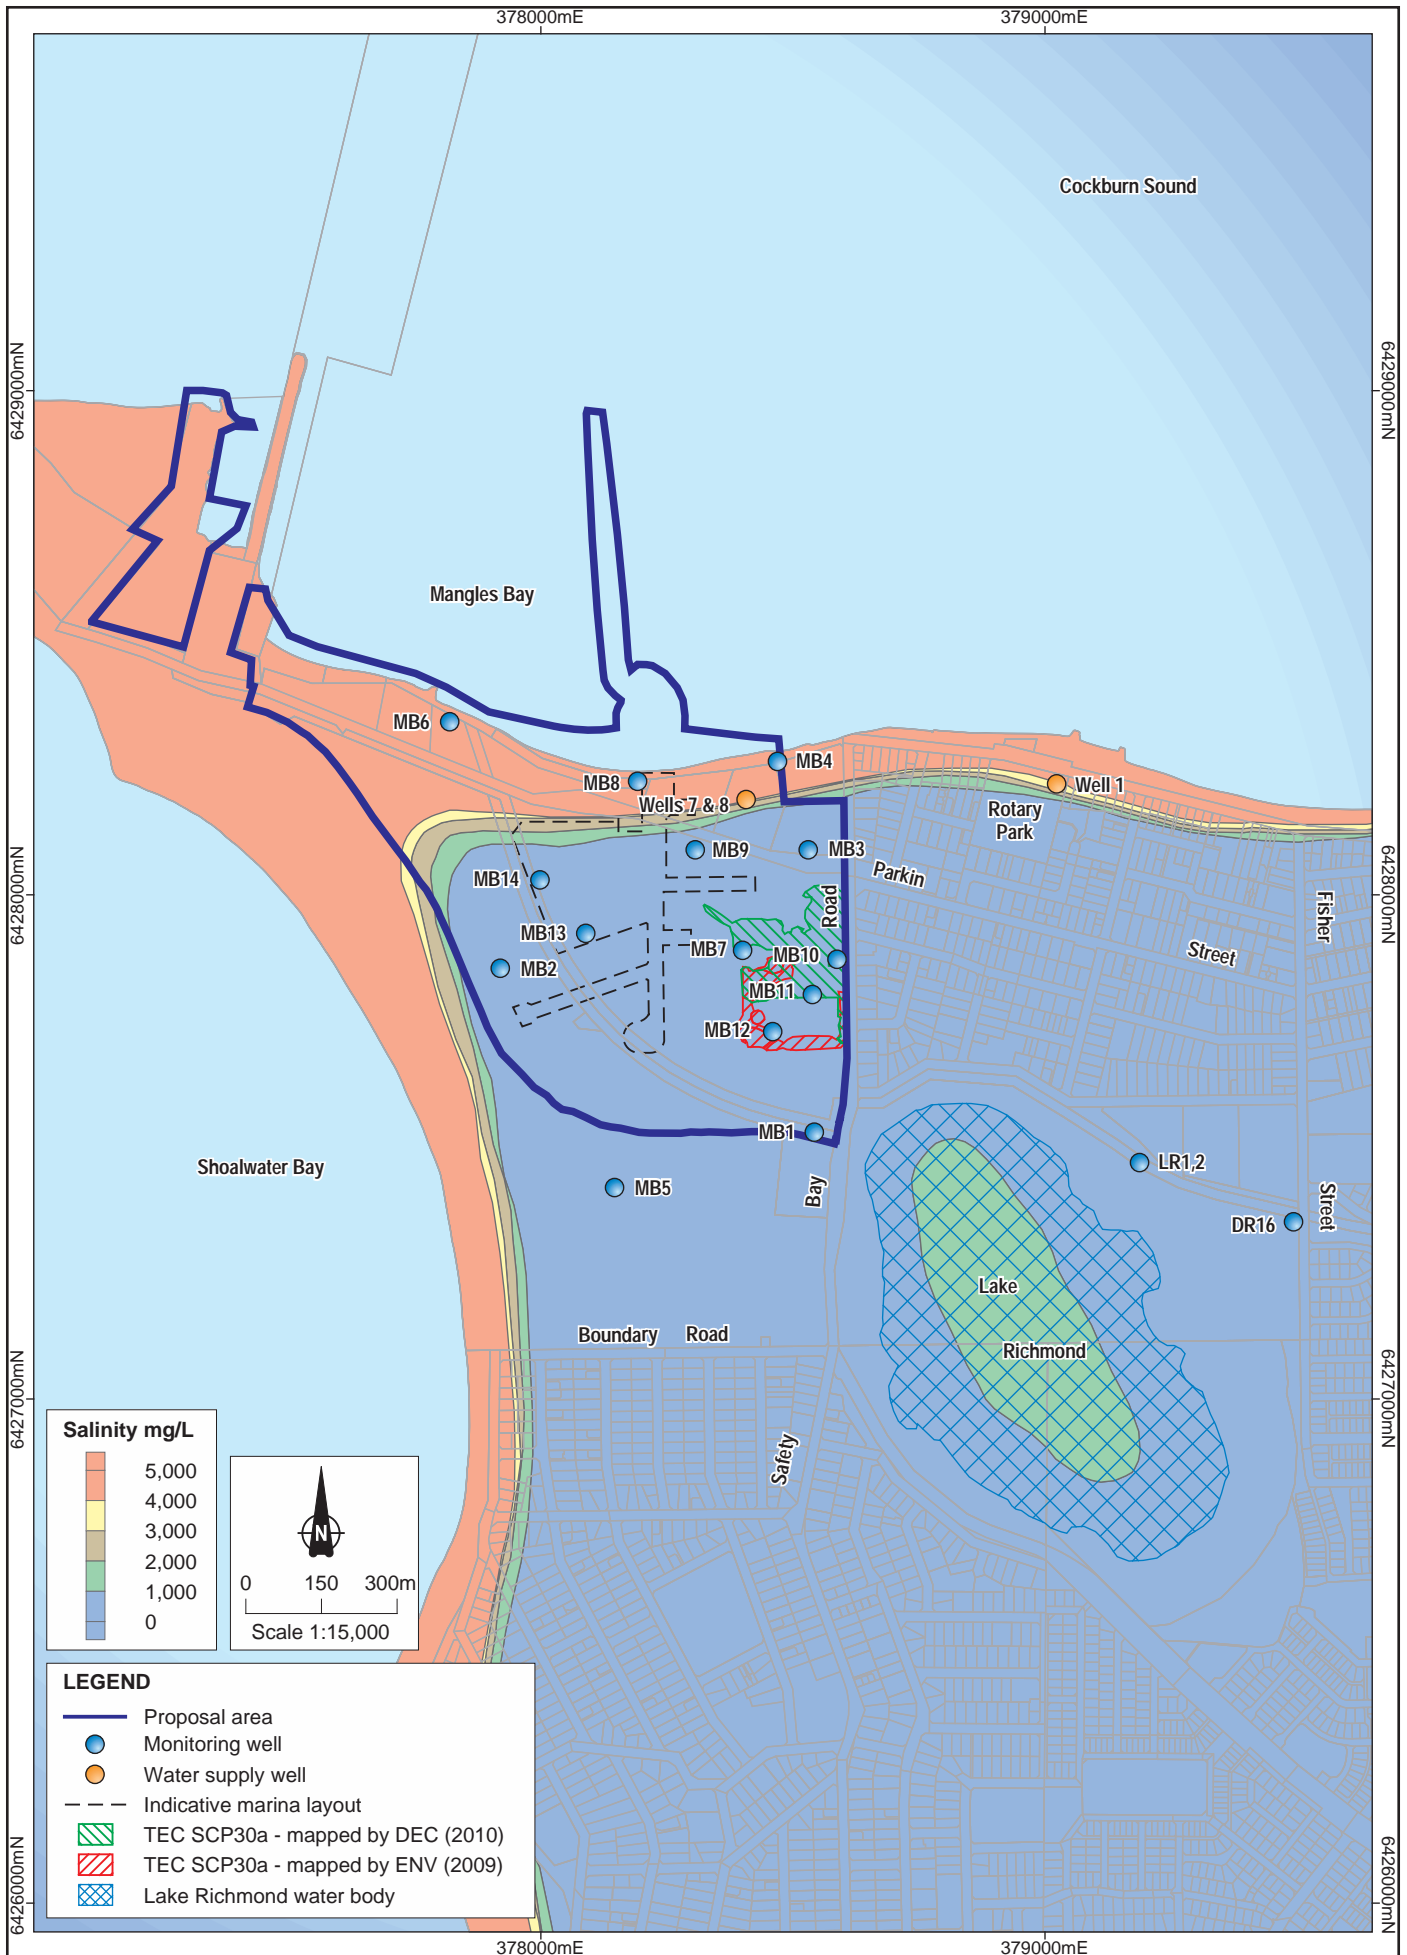 378000mE
379000mE
Cockburn Sound
6429000mN
6429000mN
Mangles Bay
MB6
MB4
MB8
Well 1
Wells 7 & 8
Rotary
Park
MB9
MB3
Parkin
MB14
Road
6428000mN
6428000mN
Fisher
MB13
MB7
MB10
Street
MB2
MB11
MB12
MB1
Shoalwater Bay
LR1,2
MB5
Bay
Street
DR16
Lake
Boundary Road
Richmond
6427000mN
6427000mN
Safety
Salinity mg/L
5,000
4,000
3,000
2,000
1,000
0
N
0 150 300m
Scale 1:15,000
LEGEND
Proposal area
Monitoring well
Water supply well
Indicative marina layout
TEC SCP30a - mapped by DEC (2010)
TEC SCP30a - mapped by ENV (2009)
Lake Richmond water body
6426000mN
6426000mN
378000mE
379000mE